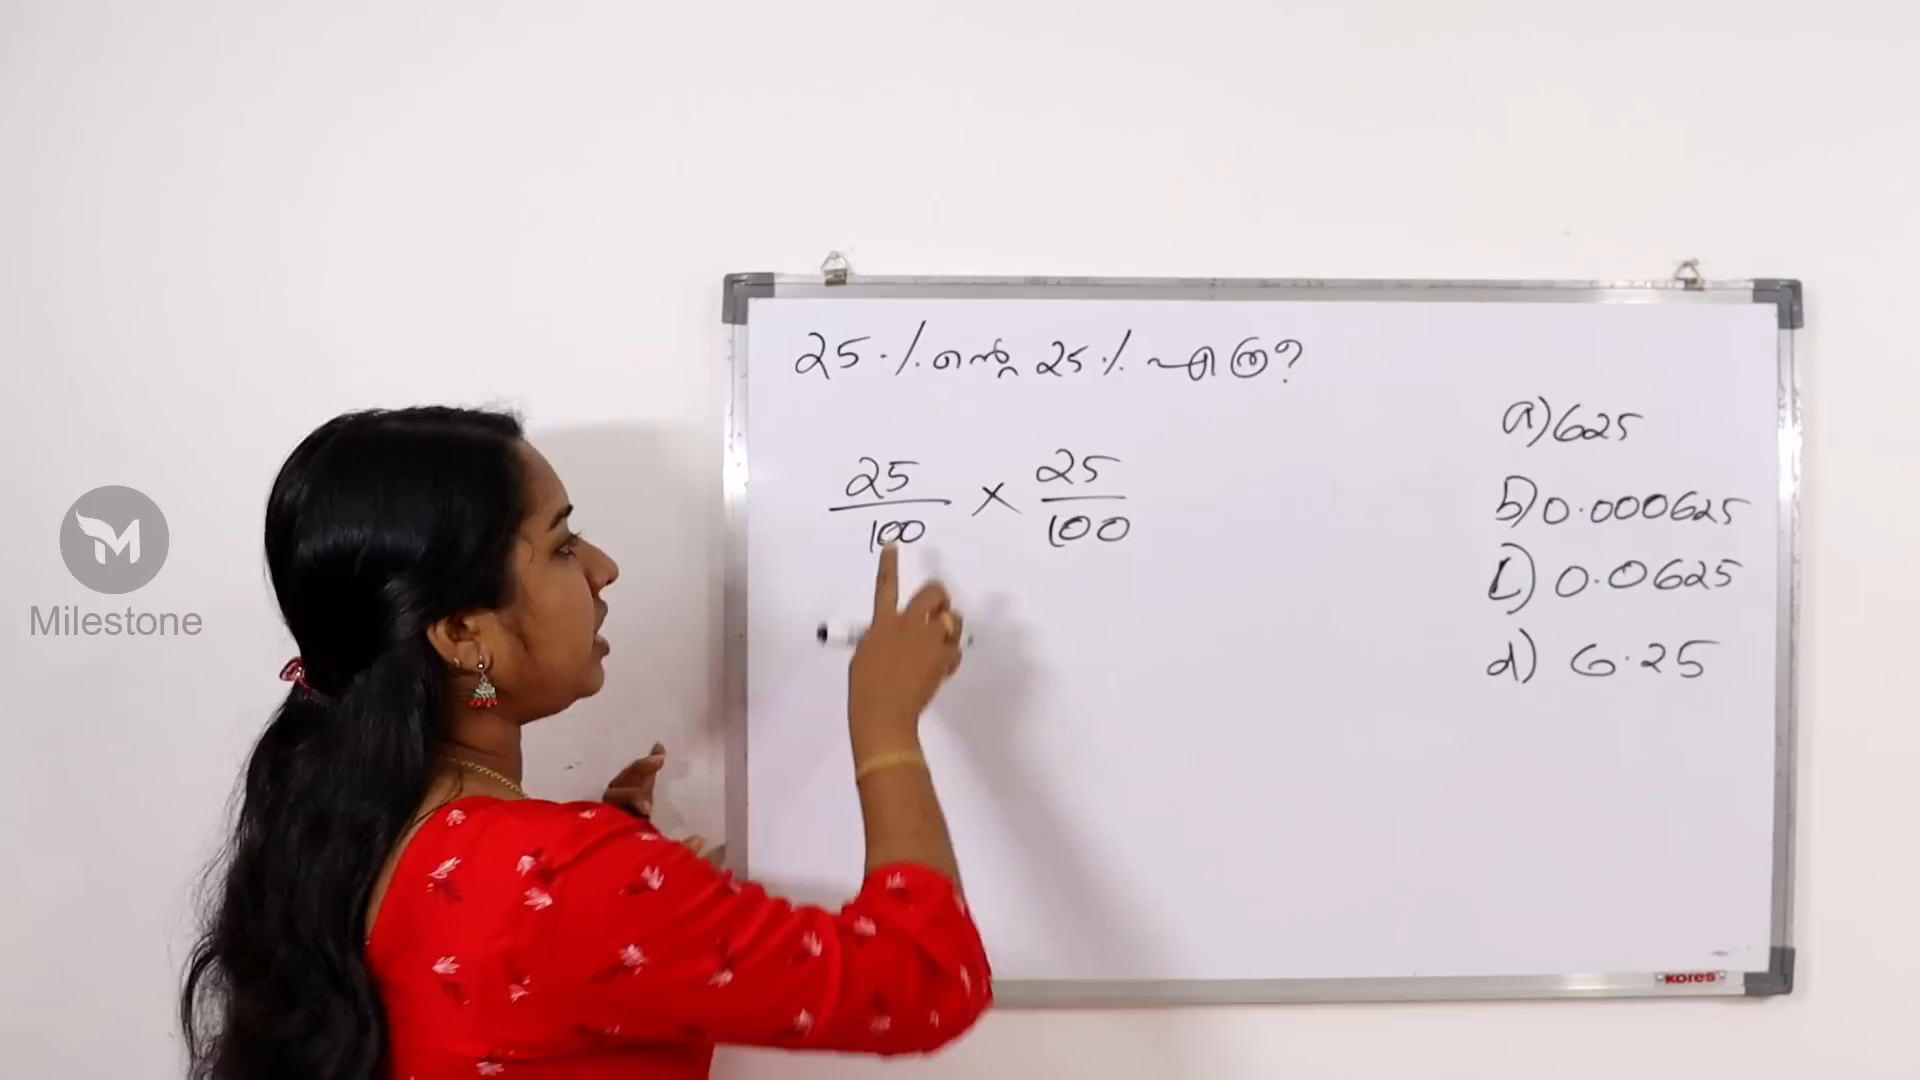 25 ·/. ന്റെ 25 ·/. എത്ര?
25/100 × 25/100
a) 625
b) 0.000625
c) 0.0625
d) 6.25
Milestone
kores